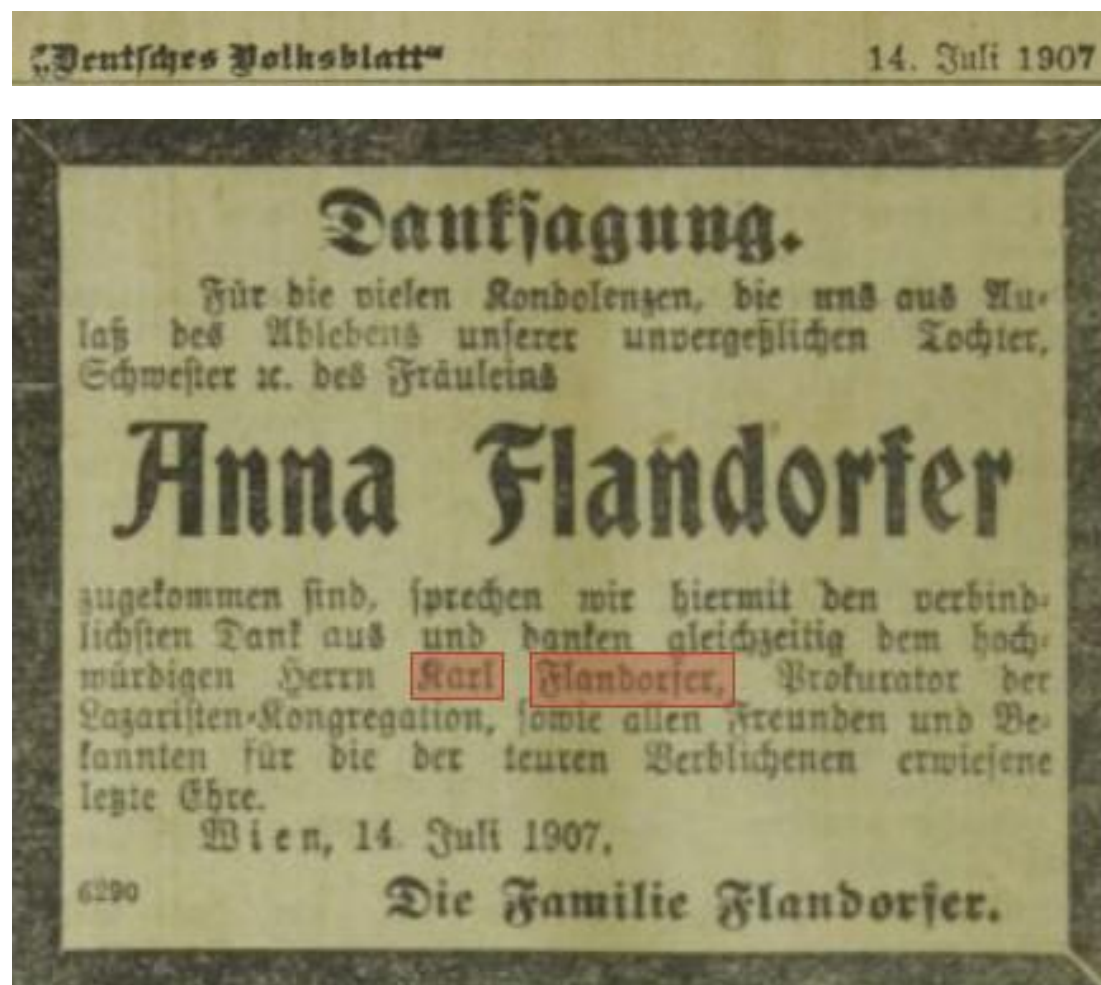 „Deutsches Volksblatt“ 14. Juli 1907
Danksagung.
Für die vielen Kondolenzen, die uns aus An-
laß des Ablebens unserer unvergeßlichen Tochter,
Schwester ꝛc. des Fräuleins
Anna Flandorfer
zugekommen sind, sprechen wir hiermit den verbind-
lichsten Dank aus und danken gleichzeitig dem hoch-
würdigen Herrn Karl Flandorfer, Prokurator der
Lazaristen-Kongregation, sowie allen Freunden und Be-
kannten für die der teuren Verblichenen erwiesene
letzte Ehre.
Wien, 14. Juli 1907.
6290 Die Familie Flandorfer.